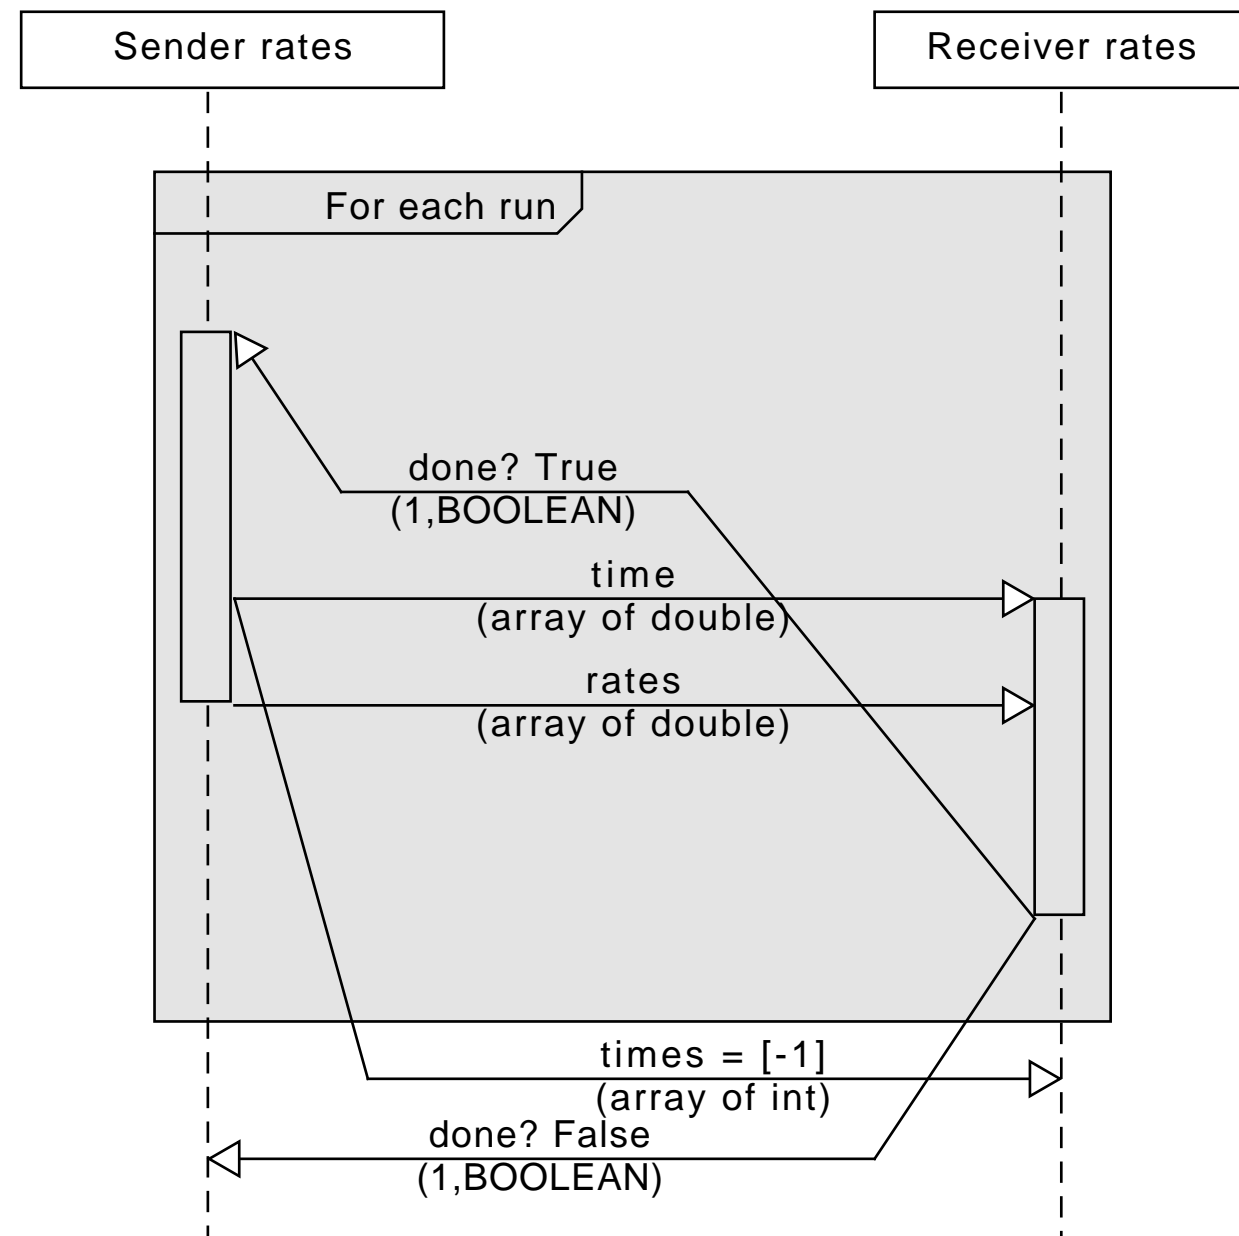 Sender rates
Receiver rates
For each run
done? True
(1,BOOLEAN)
time
(array of double)
rates
(array of double)
times = [-1]
(array of int)
done? False
(1,BOOLEAN)